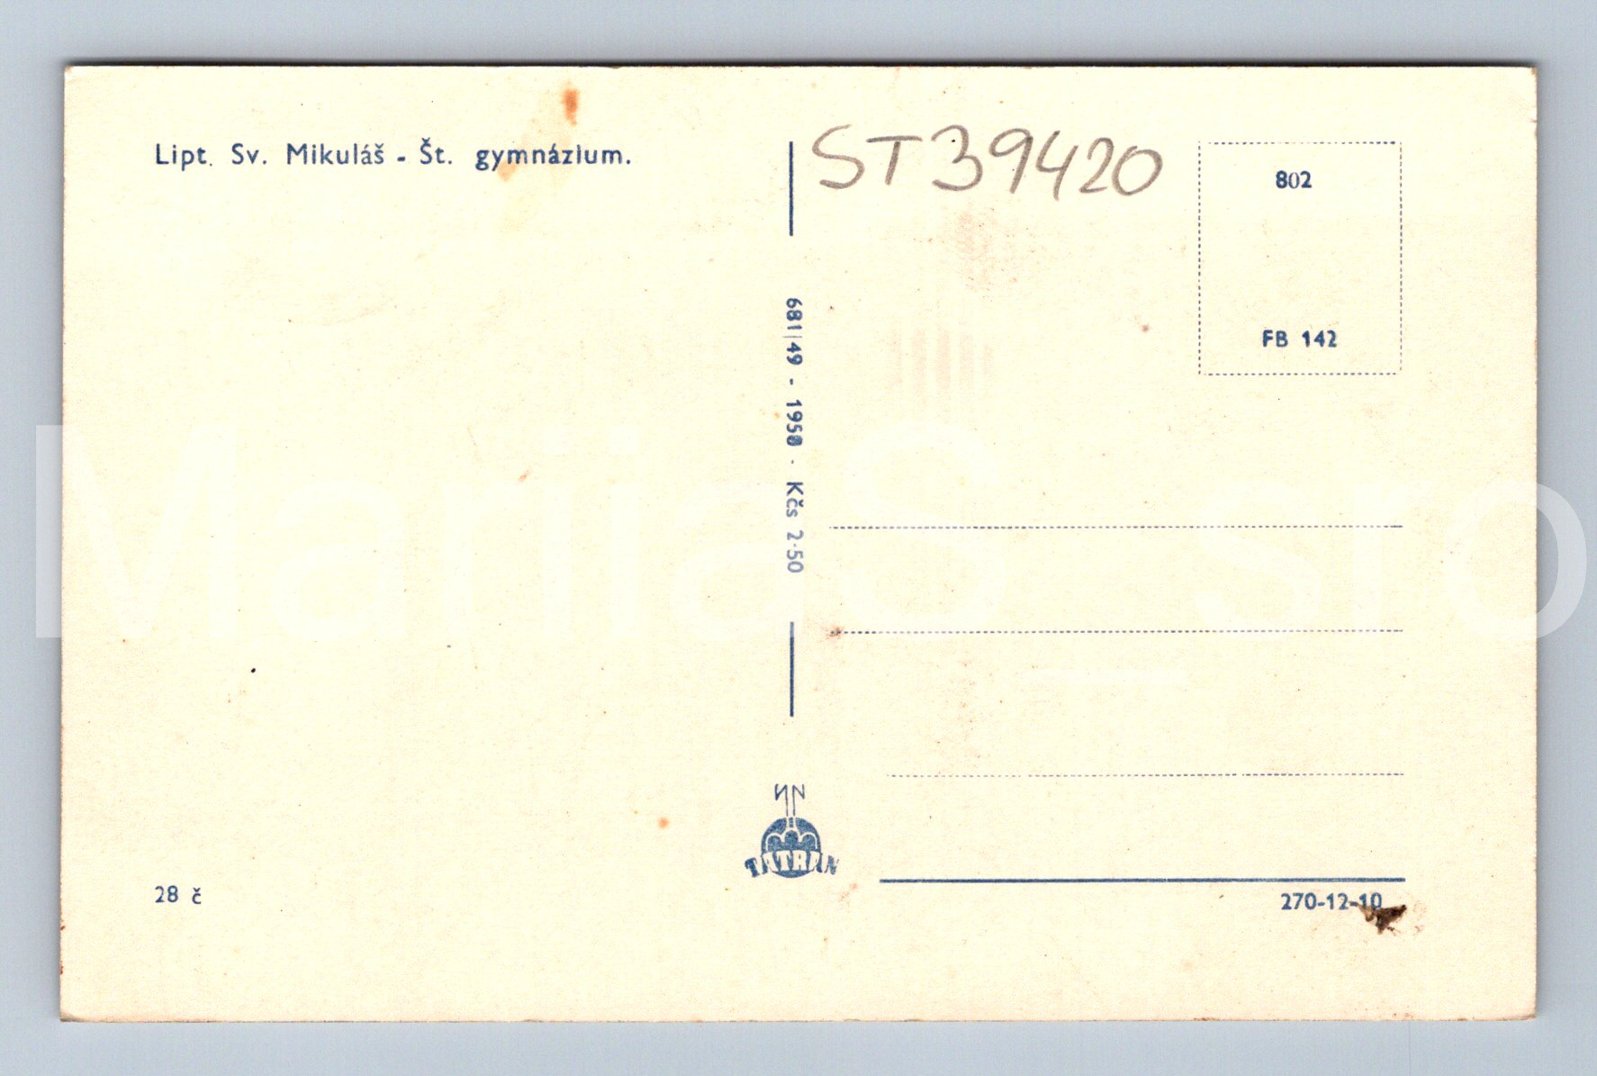 Lipt. Sv. Mikuláš - Št. gymnázium.
ST39420
802
FB 142
681/49 - 1950 · Kčs 2·50
TATRAN
28 č
270-12-10
MarijaS_sro